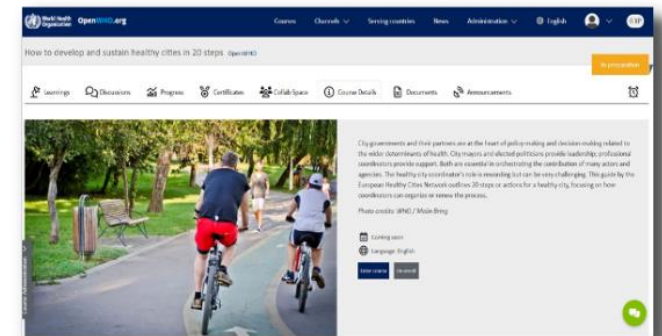 World Health Organization
OpenWHO.org
Courses
Channels
Serving countries
News
Administration
English
EXP
How to develop and sustain healthy cities in 20 steps OpenWHO
In preparation
Learnings
Discussions
Progress
Certificates
Collab Space
Course Details
Documents
Announcements
City governments and their partners are at the heart of policy-making and decision-making related to
the wider determinants of health. City mayors and elected politicians provide leadership; professional
coordinators provide support. Both are essential in orchestrating the contribution of many actors and
agencies. The healthy city coordinator's role is rewarding but can be very challenging. This guide by the
European Healthy Cities Network outlines 20 steps or actions for a healthy city, focusing on how
coordinators can organize or renew the process.
Photo credits: WHO / Malin Bring
Coming soon
Language: English
Enter course
Un-enroll
Course Administration